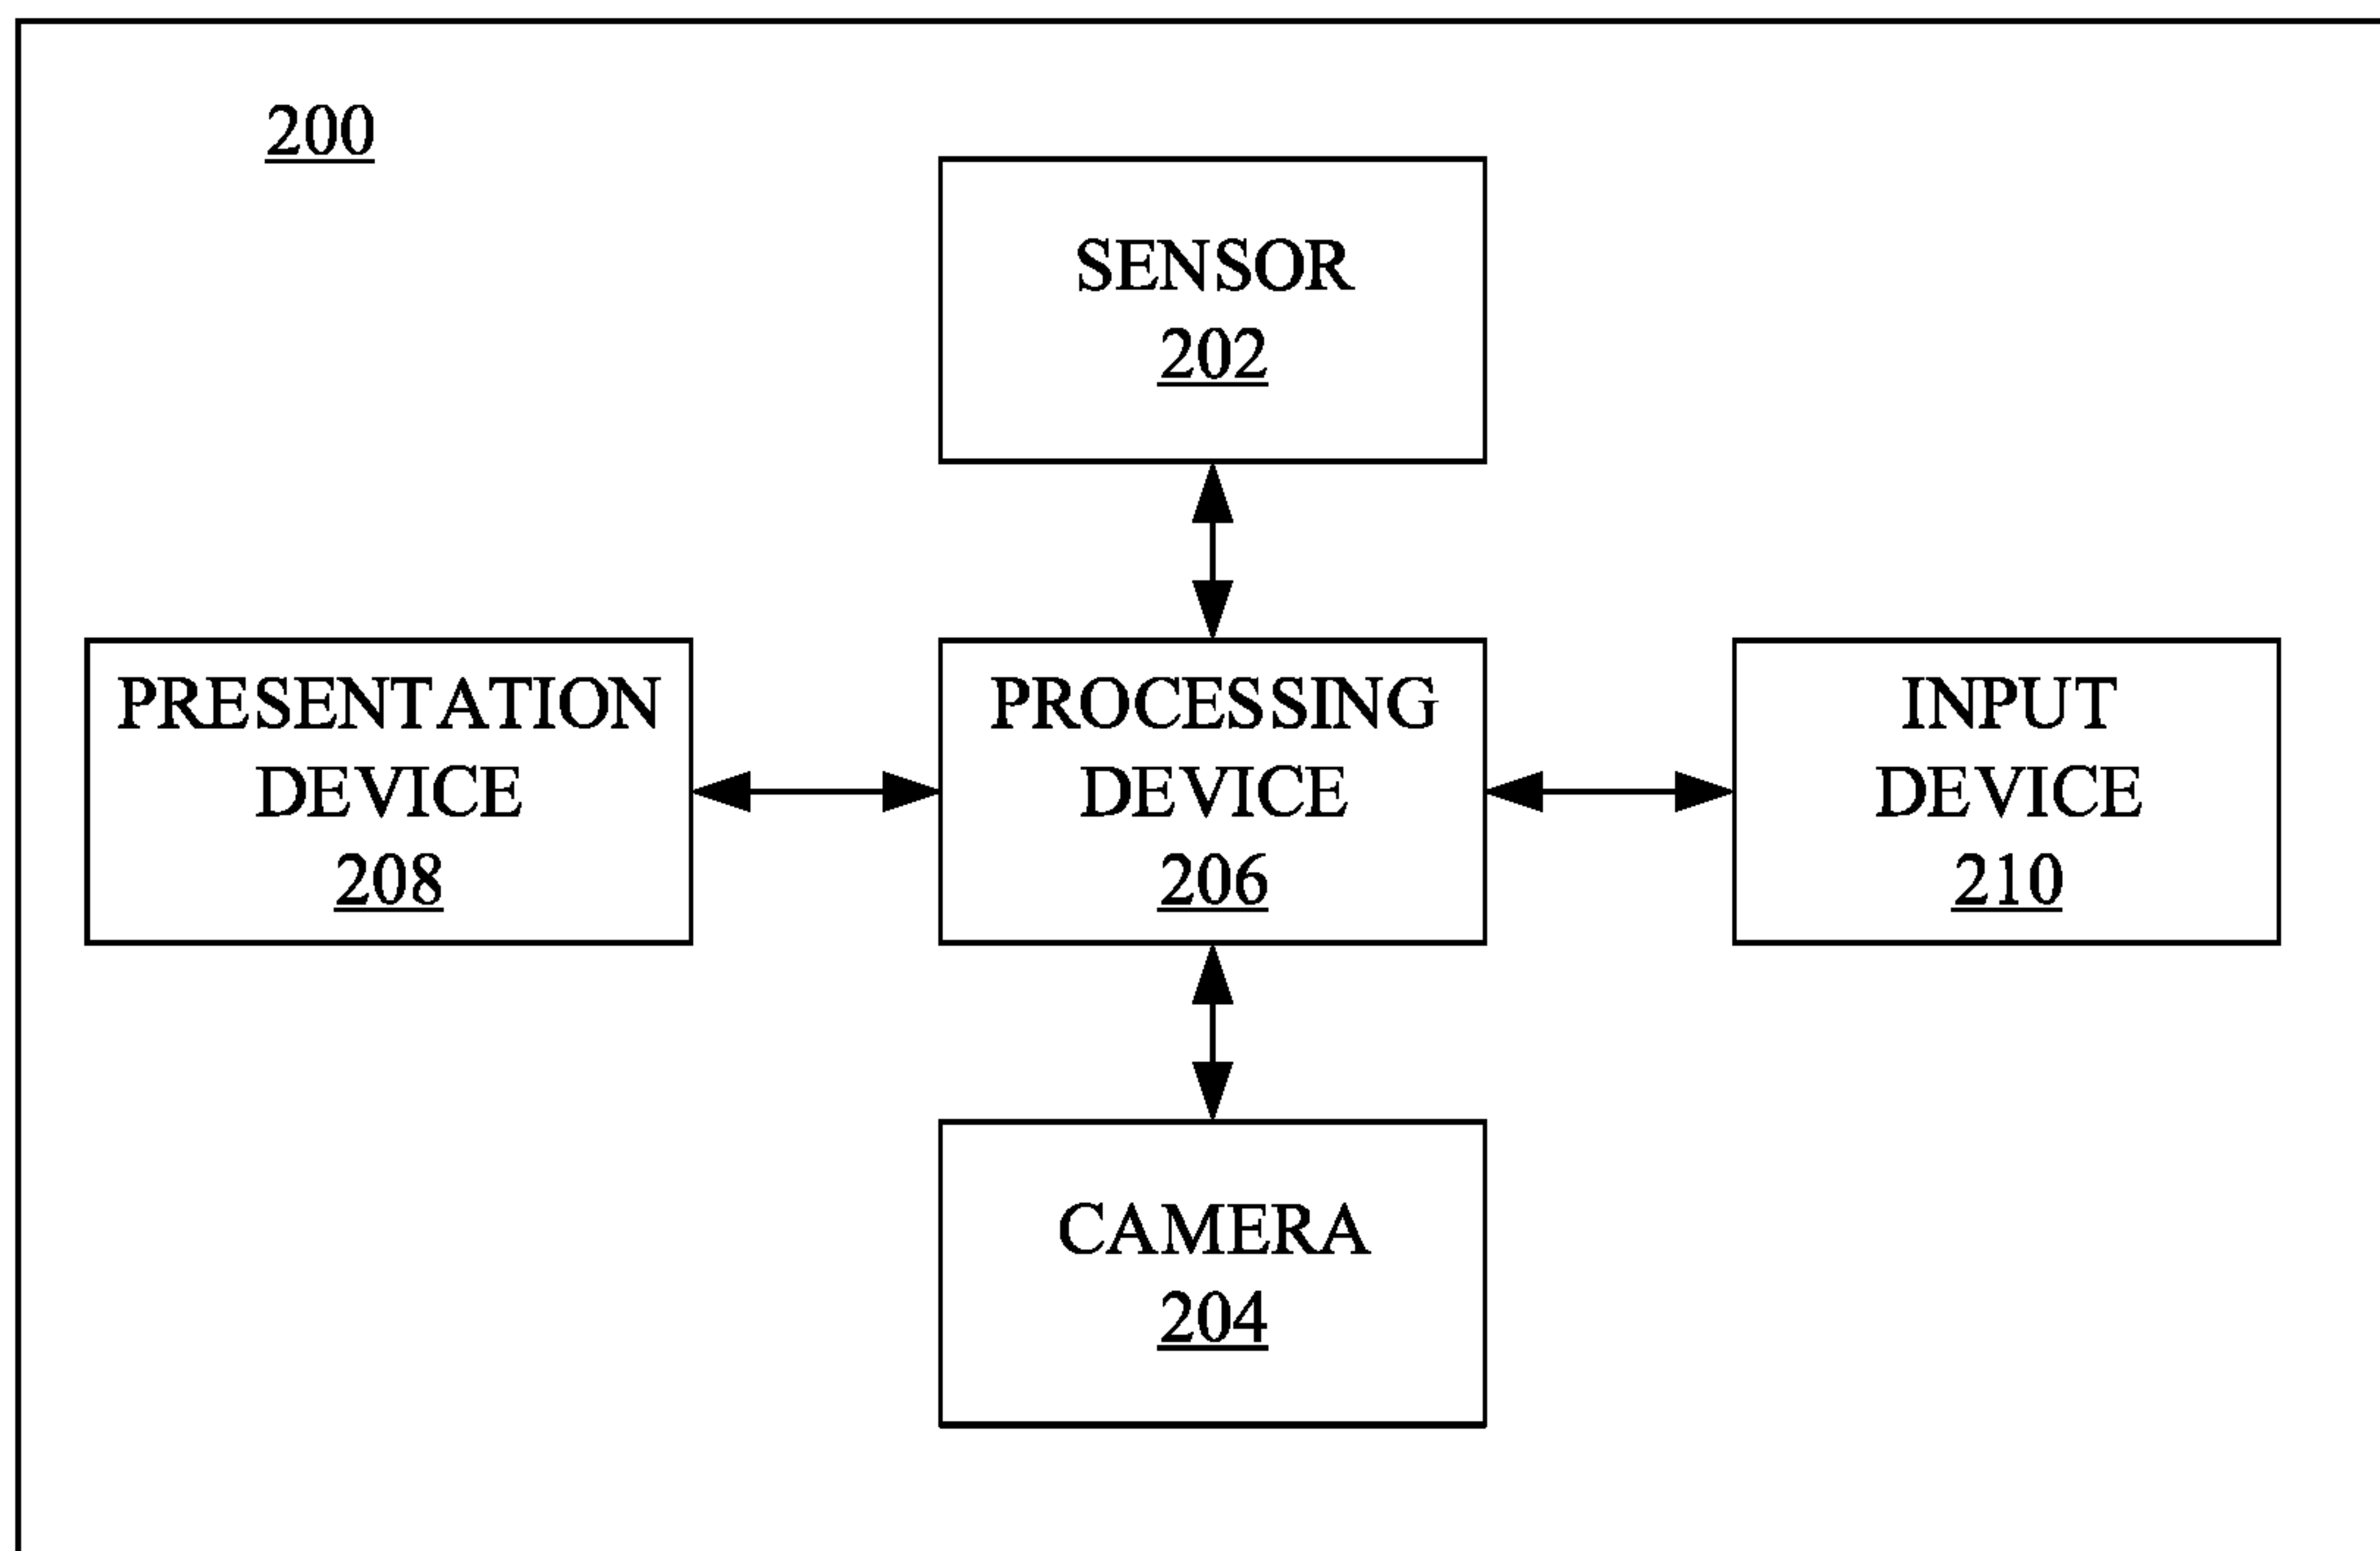 200
SENSOR
202
PRESENTATION
DEVICE
208
PROCESSING
DEVICE
206
INPUT
DEVICE
210
CAMERA
204